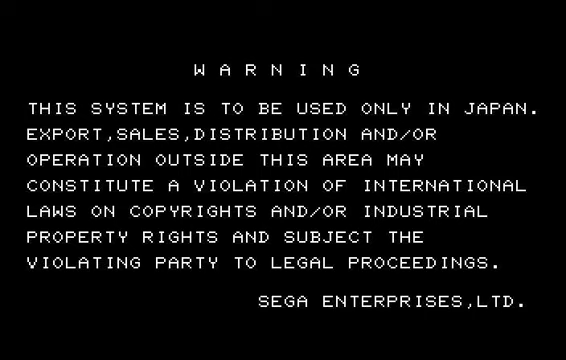 W A R N I N G
THIS SYSTEM IS TO BE USED ONLY IN JAPAN.
EXPORT,SALES,DISTRIBUTION AND/OR
OPERATION OUTSIDE THIS AREA MAY
CONSTITUTE A VIOLATION OF INTERNATIONAL
LAWS ON COPYRIGHTS AND/OR INDUSTRIAL
PROPERTY RIGHTS AND SUBJECT THE
VIOLATING PARTY TO LEGAL PROCEEDINGS.
SEGA ENTERPRISES,LTD.